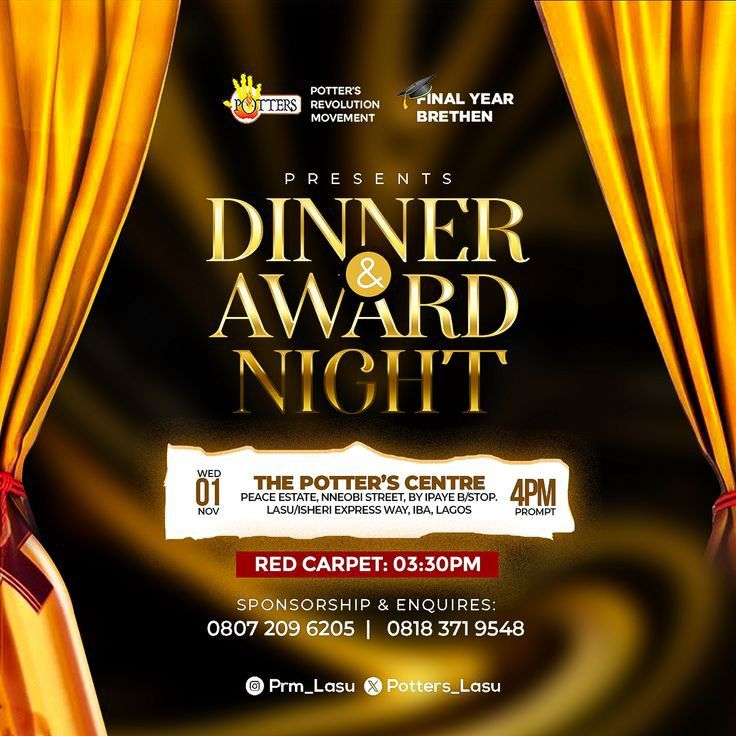 POTTERS
POTTER'S
REVOLUTION
MOVEMENT
FINAL YEAR
BRETHEN
PRESENTS
DINNER
&
AWARD
NIGHT
WED
01
NOV
THE POTTER'S CENTRE
PEACE ESTATE, NNEOBI STREET, BY IPAYE B/STOP.
LASU/ISHERI EXPRESS WAY, IBA, LAGOS
4PM
PROMPT
RED CARPET: 03:30PM
SPONSORSHIP & ENQUIRES:
0807 209 6205 | 0818 371 9548
Prm_Lasu Potters_Lasu